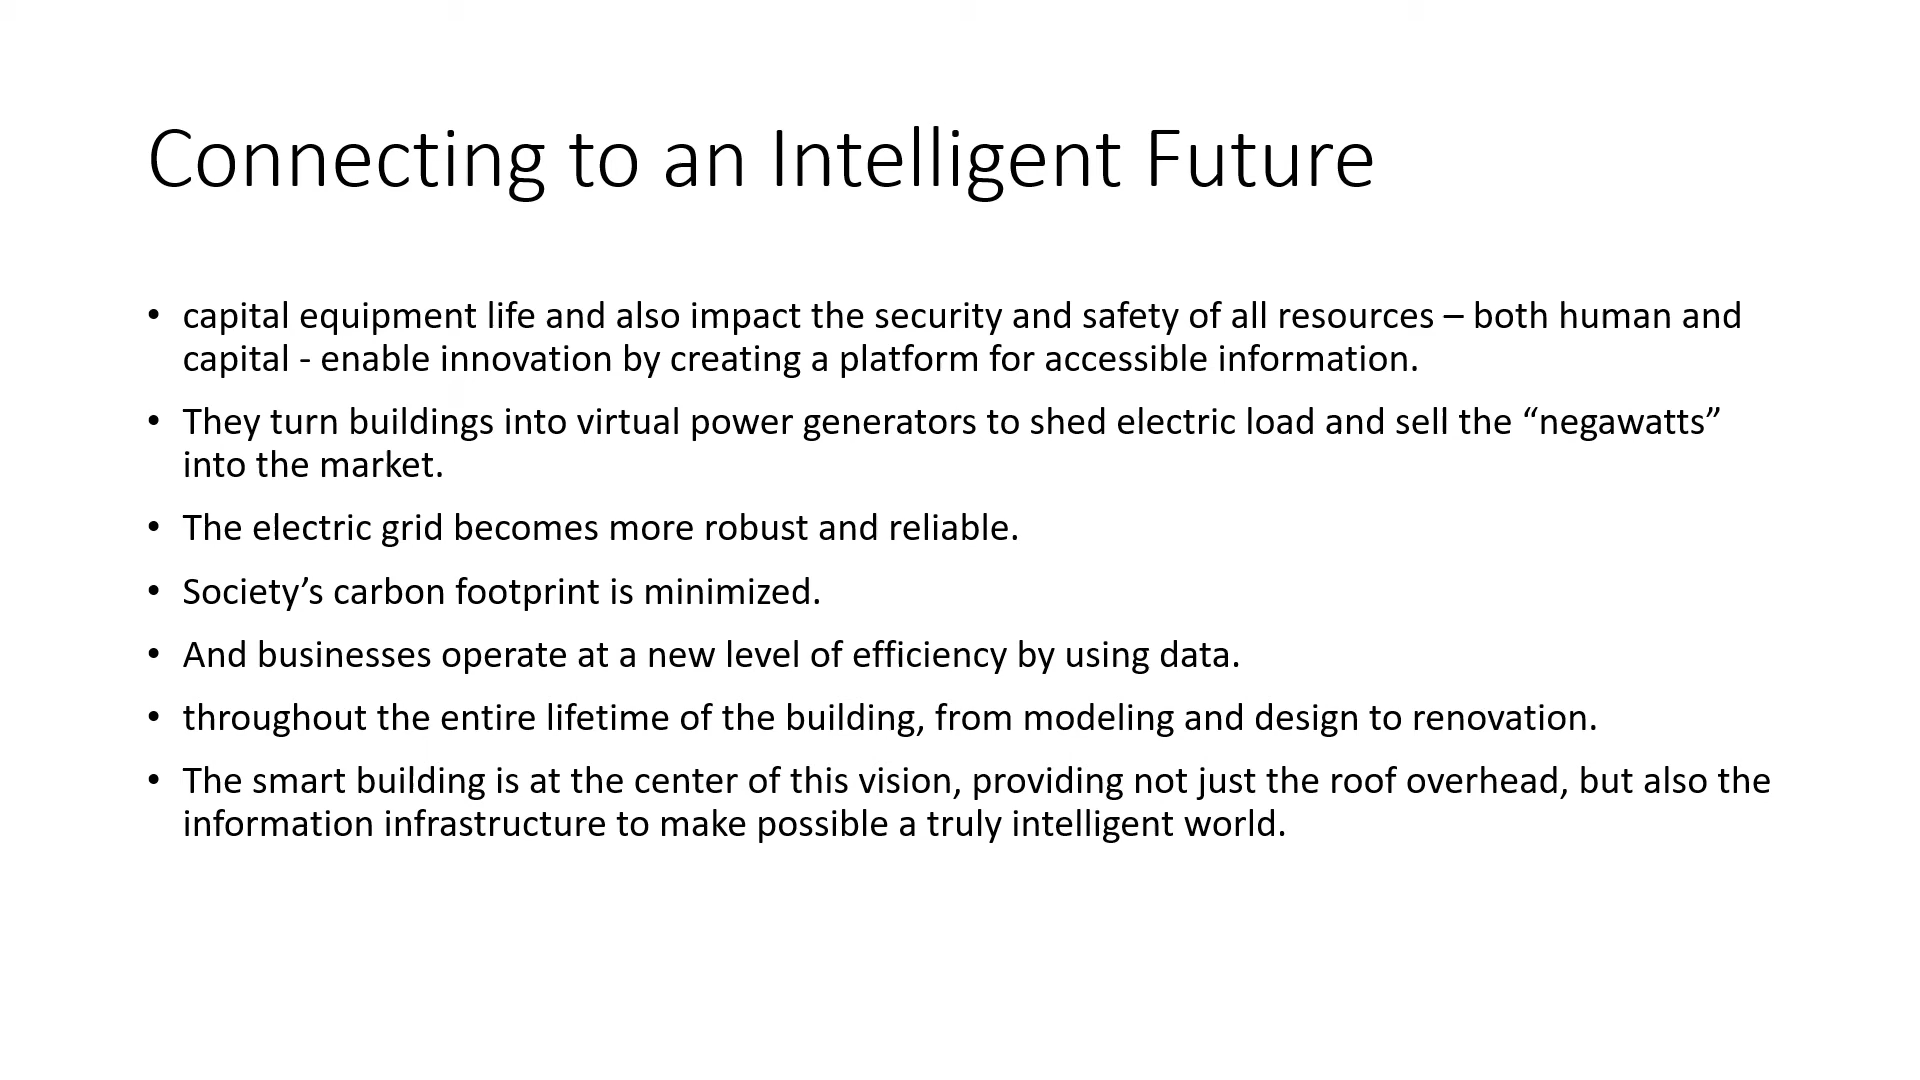 Connecting to an Intelligent Future
• capital equipment life and also impact the security and safety of all resources – both human and
capital - enable innovation by creating a platform for accessible information.
• They turn buildings into virtual power generators to shed electric load and sell the “negawatts”
into the market.
• The electric grid becomes more robust and reliable.
• Society’s carbon footprint is minimized.
• And businesses operate at a new level of efficiency by using data.
• throughout the entire lifetime of the building, from modeling and design to renovation.
• The smart building is at the center of this vision, providing not just the roof overhead, but also the
information infrastructure to make possible a truly intelligent world.